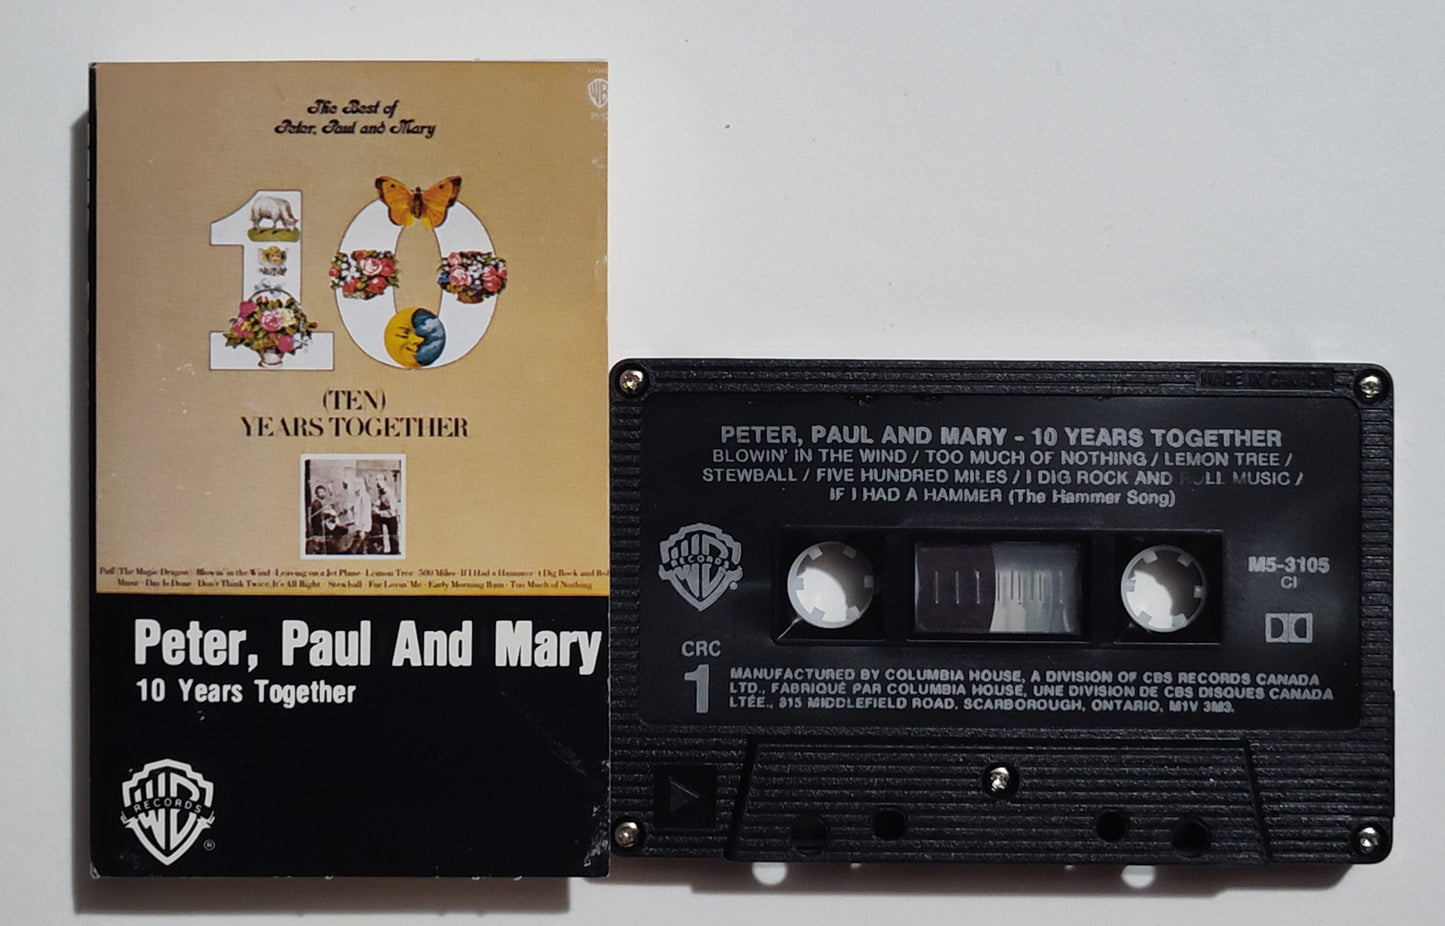 The Best of
Peter, Paul and Mary
10
(TEN)
YEARS TOGETHER
Puff (The Magic Dragon) · Blowin' in the Wind · Leaving on a Jet Plane · Lemon Tree · 500 Miles · If I Had a Hammer · I Dig Rock and Roll
Music · Day Is Done · Don't Think Twice, It's All Right · Stewball · For Lovin' Me · Early Morning Rain · Too Much of Nothing
Peter, Paul And Mary
10 Years Together
RECORDS
®
MADE IN CANADA
PETER, PAUL AND MARY - 10 YEARS TOGETHER
BLOWIN' IN THE WIND / TOO MUCH OF NOTHING / LEMON TREE /
STEWBALL / FIVE HUNDRED MILES / I DIG ROCK AND ROLL MUSIC /
IF I HAD A HAMMER (The Hammer Song)
RECORDS
®
M5-3105
CI
CRC
1
MANUFACTURED BY COLUMBIA HOUSE, A DIVISION OF CBS RECORDS CANADA
LTD., FABRIQUÉ PAR COLUMBIA HOUSE, UNE DIVISION DE CBS DISQUES CANADA
LTÉE., 315 MIDDLEFIELD ROAD, SCARBOROUGH, ONTARIO, M1V 3M3.